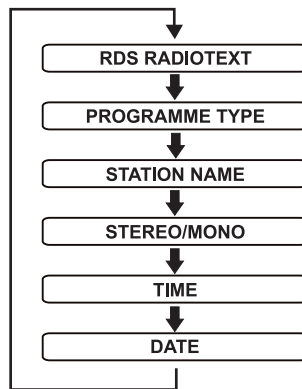 RDS RADIOTEXT
PROGRAMME TYPE
STATION NAME
STEREO/MONO
TIME
DATE